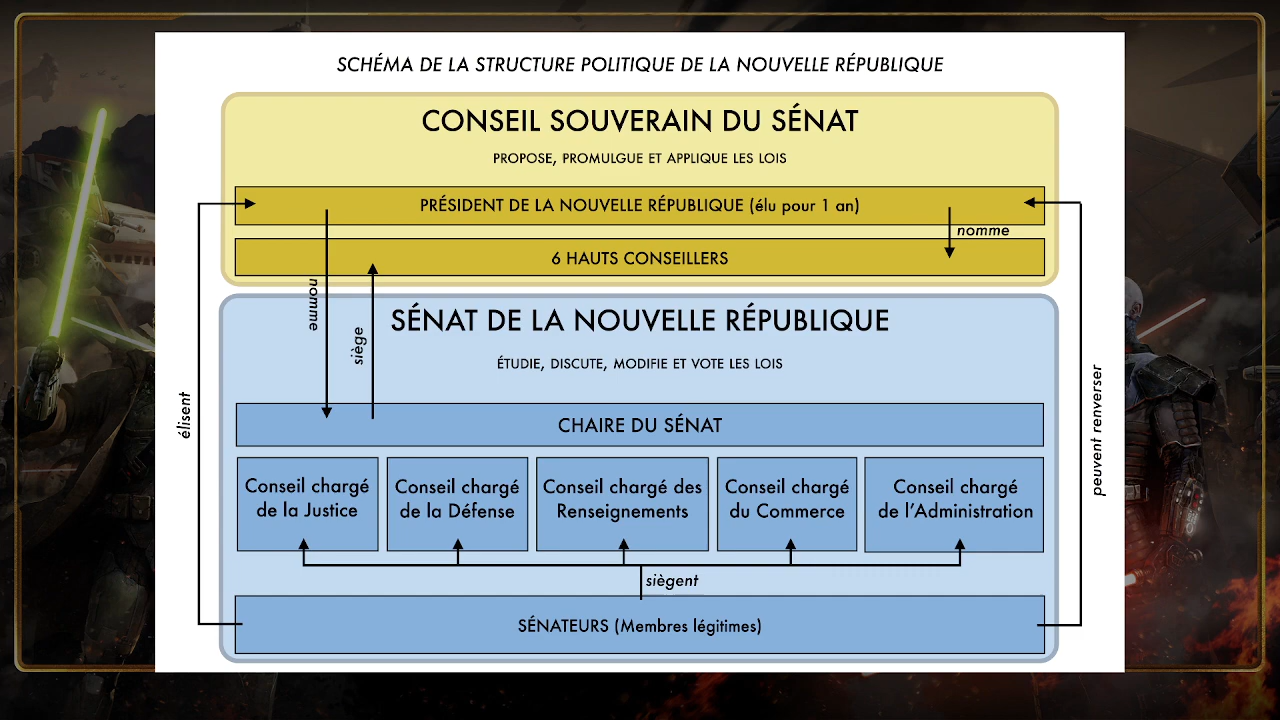 SCHÉMA DE LA STRUCTURE POLITIQUE DE LA NOUVELLE RÉPUBLIQUE
CONSEIL SOUVERAIN DU SÉNAT
PROPOSE, PROMULGUE ET APPLIQUE LES LOIS
PRÉSIDENT DE LA NOUVELLE RÉPUBLIQUE (élu pour 1 an)
nomme
6 HAUTS CONSEILLERS
nomme
siège
SÉNAT DE LA NOUVELLE RÉPUBLIQUE
ÉTUDIE, DISCUTE, MODIFIE ET VOTE LES LOIS
élisent
peuvent renverser
CHAIRE DU SÉNAT
Conseil chargé
de la Justice
Conseil chargé
de la Défense
Conseil chargé des
Renseignements
Conseil chargé
du Commerce
Conseil chargé
de l'Administration
siègent
SÉNATEURS (Membres légitimes)